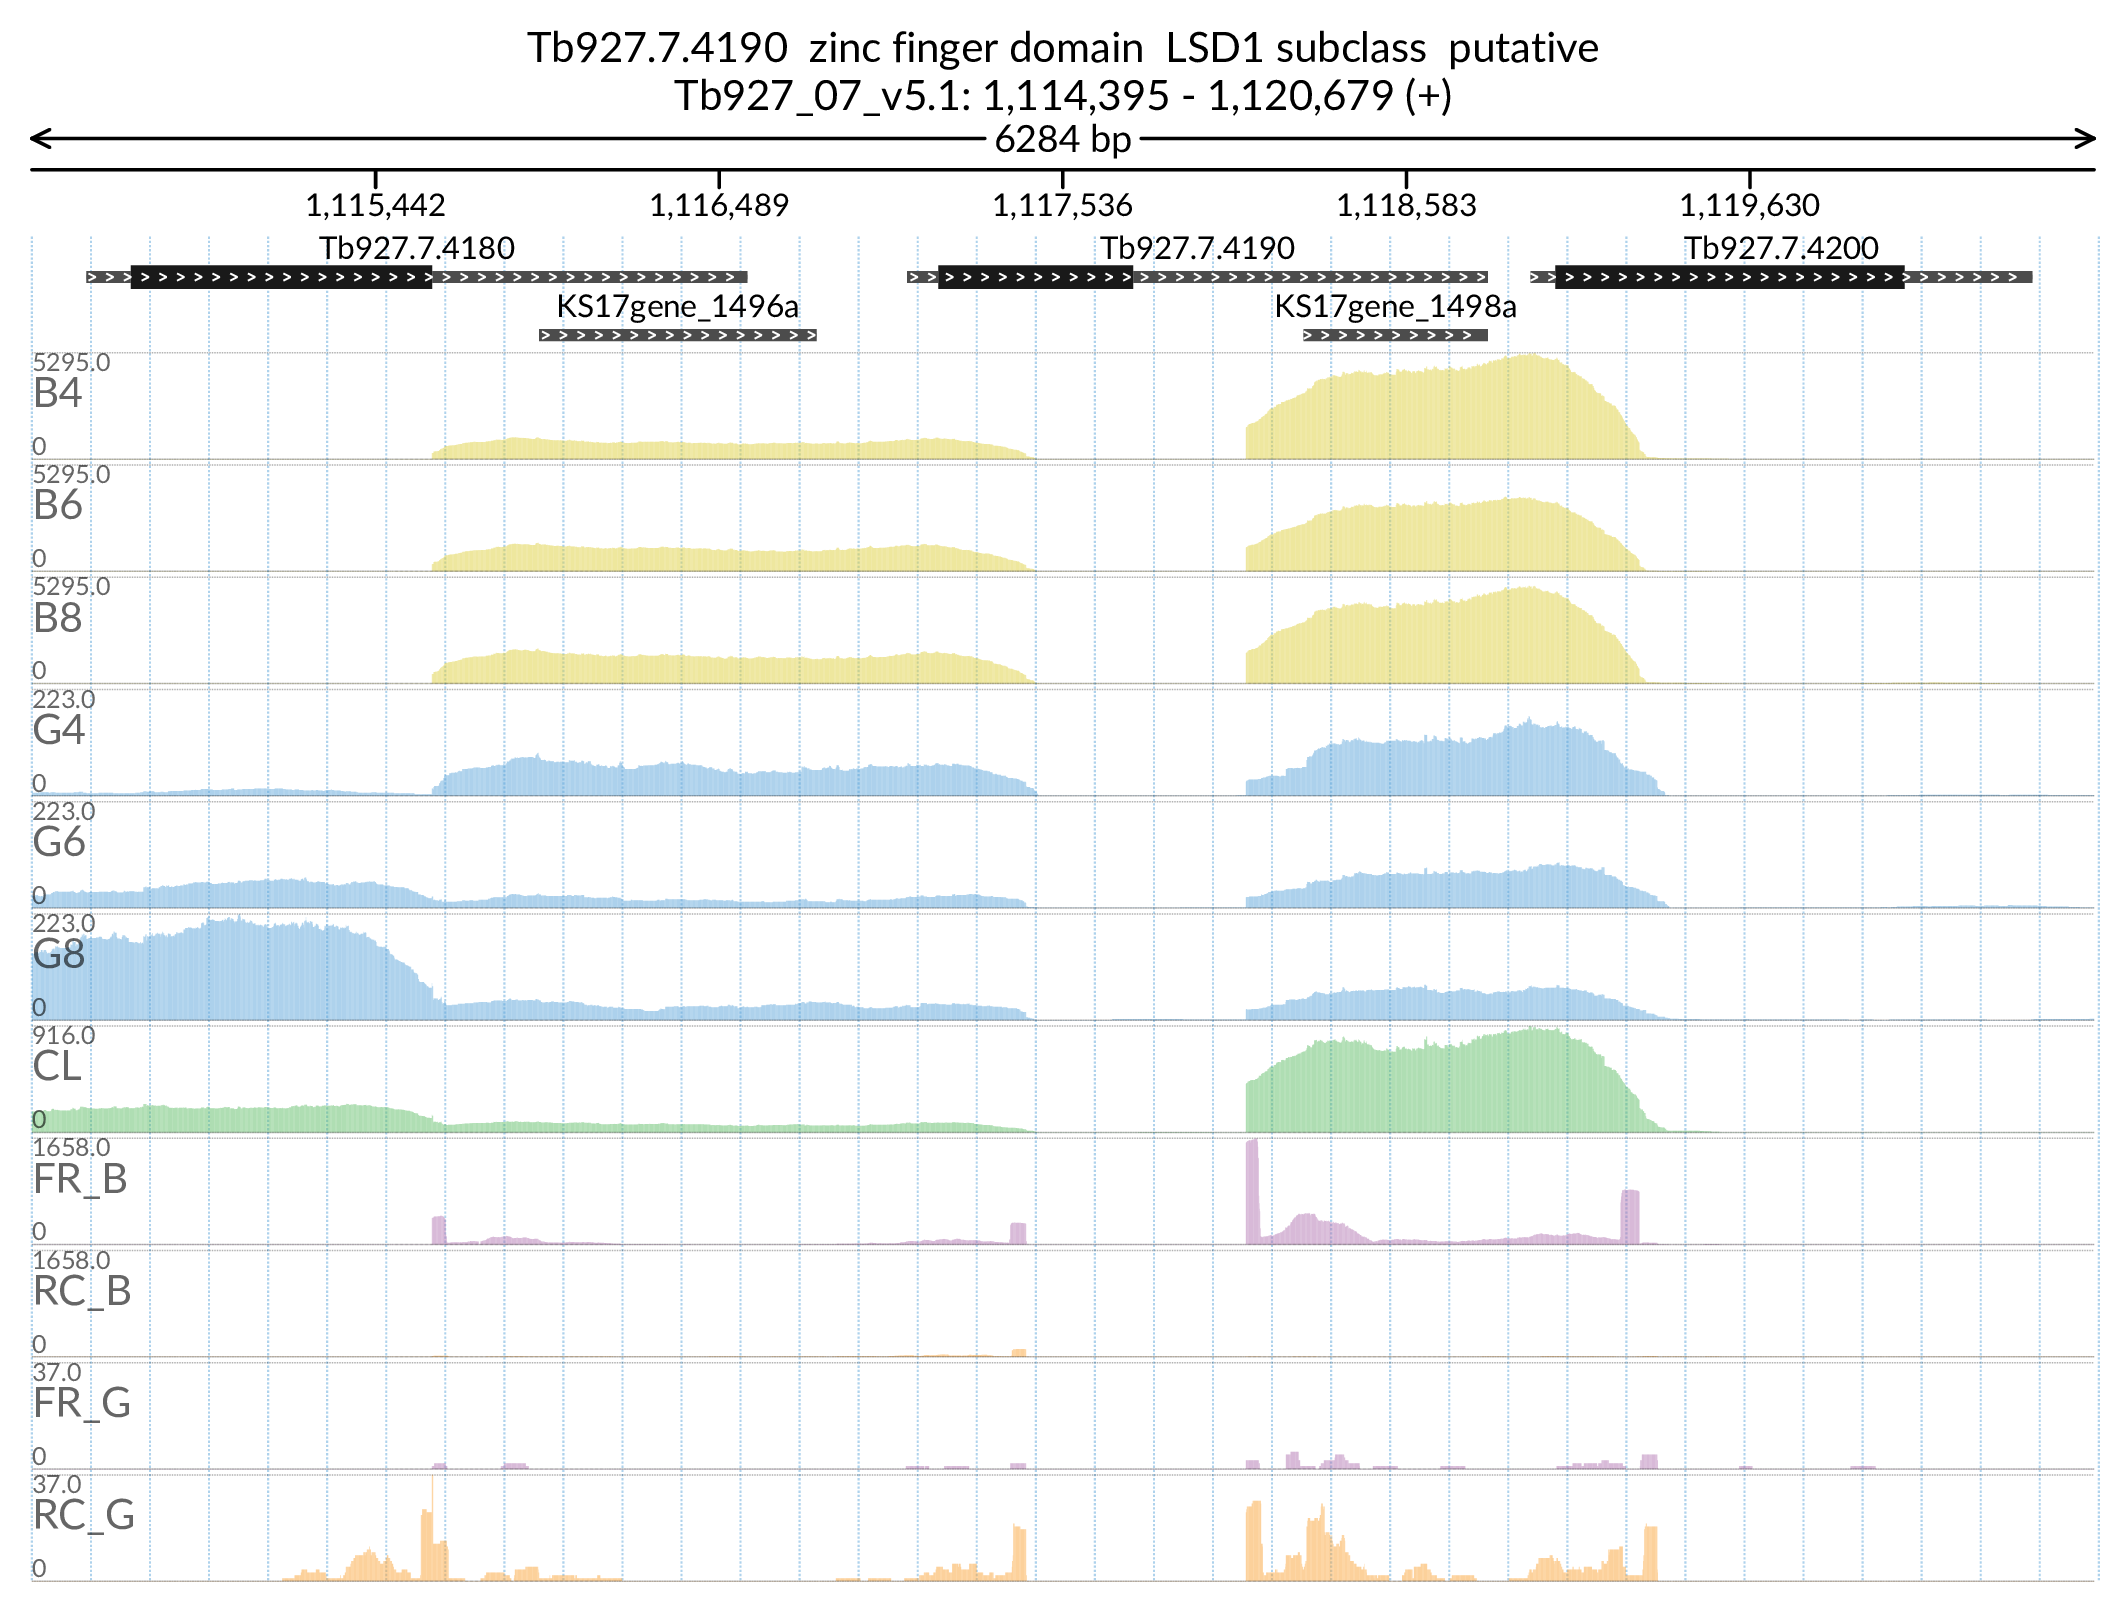 Tb927.7.4190  zinc finger domain  LSD1 subclass  putative
Tb927_07_v5.1: 1,114,395 - 1,120,679 (+)
6284 bp
1,115,442 1,116,489 1,117,536 1,118,583 1,119,630
Tb927.7.4180 Tb927.7.4190 Tb927.7.4200
KS17gene_1496a KS17gene_1498a
5295.0
B4
0
5295.0
B6
0
5295.0
B8
0
223.0
G4
0
223.0
G6
0
223.0
G8
0
916.0
CL
0
1658.0
FR_B
0
1658.0
RC_B
0
37.0
FR_G
0
37.0
RC_G
0